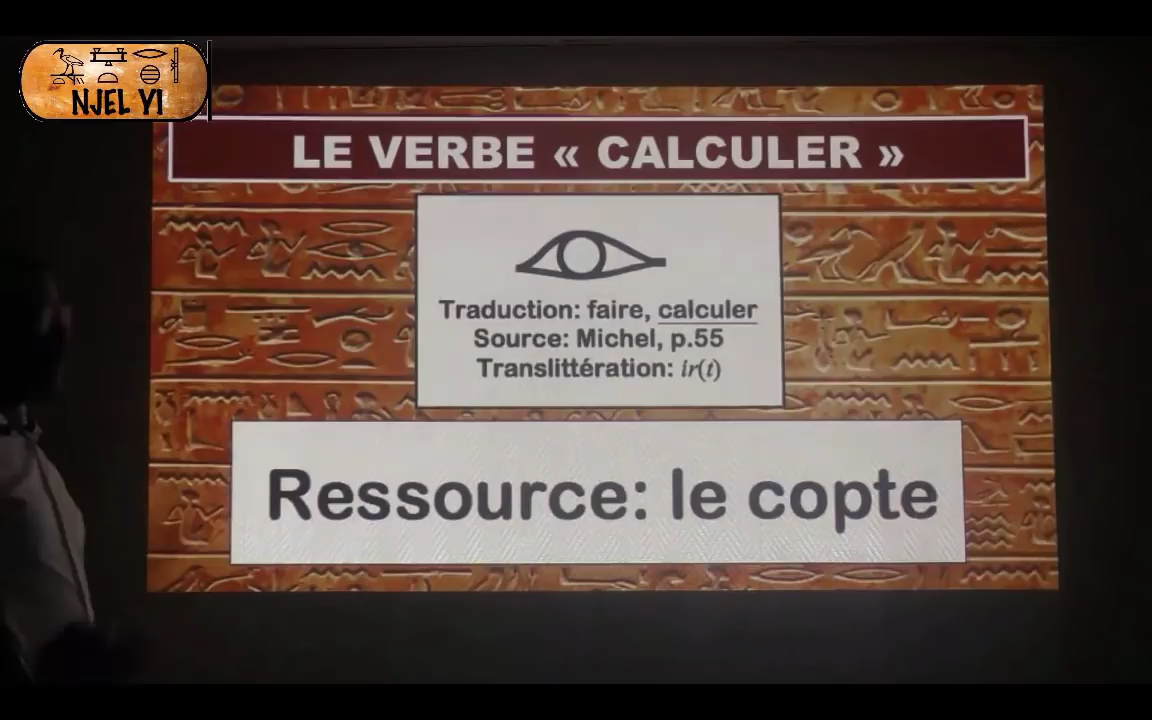 NJEL YI
LE VERBE « CALCULER »
Traduction: faire, calculer
Source: Michel, p.55
Translittération: ir(t)
Ressource: le copte